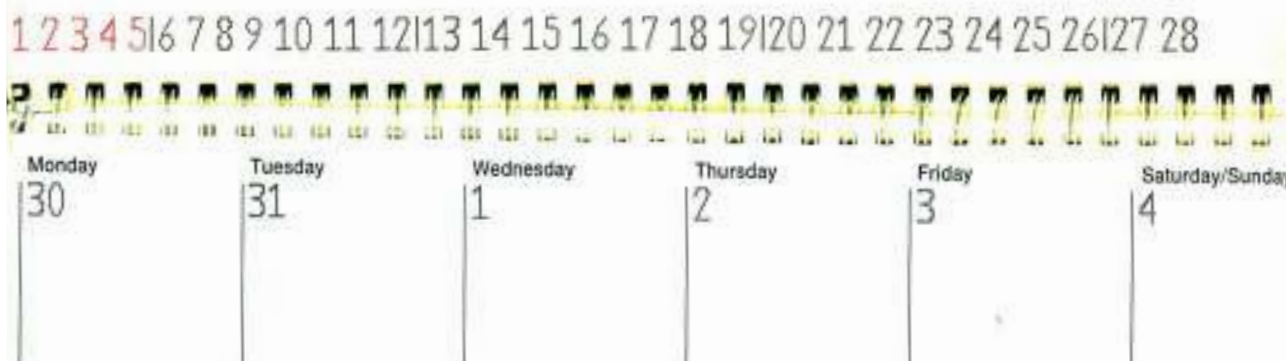 1 2 3 4 5|6 7 8 9 10 11 12|13 14 15 16 17 18 19|20 21 22 23 24 25 26|27 28
Monday Tuesday Wednesday Thursday Friday Saturday/Sunday
30 31 1 2 3 4